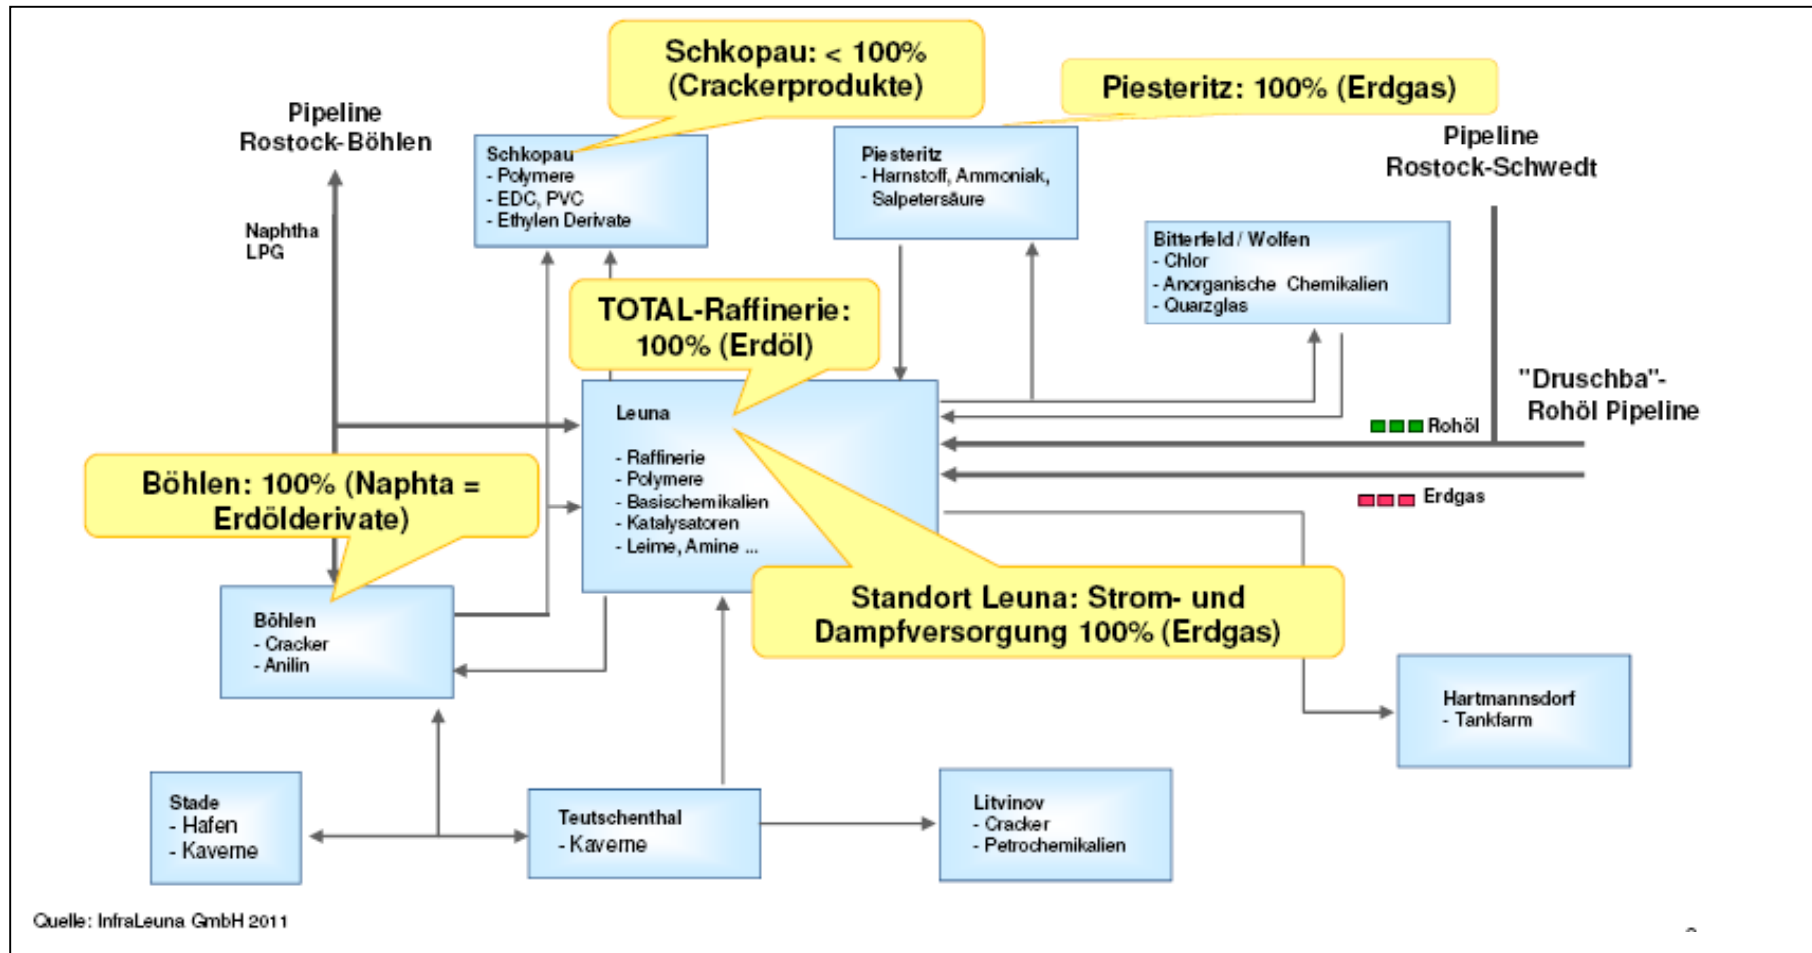 Schkopau: < 100%
(Crackerprodukte)
Piesteritz: 100% (Erdgas)
Pipeline
Rostock-Böhlen
Schkopau
- Polymere
- EDC, PVC
- Ethylen Derivate
Piesteritz
- Harnstoff, Ammoniak,
Salpetersäure
Pipeline
Rostock-Schwedt
Naphtha
LPG
Bitterfeld / Wolfen
- Chlor
- Anorganische Chemikalien
- Quarzglas
TOTAL-Raffinerie:
100% (Erdöl)
"Druschba"-
Rohöl Pipeline
Leuna
- Raffinerie
- Polymere
- Basischemikalien
- Katalysatoren
- Leime, Amine ...
Rohöl
Erdgas
Böhlen: 100% (Naphta =
Erdölderivate)
Standort Leuna: Strom- und
Dampfversorgung 100% (Erdgas)
Böhlen
- Cracker
- Anilin
Hartmannsdorf
- Tankfarm
Stade
- Hafen
- Kaverne
Teutschenthal
- Kaverne
Litvinov
- Cracker
- Petrochemikalien
Quelle: InfraLeuna GmbH 2011